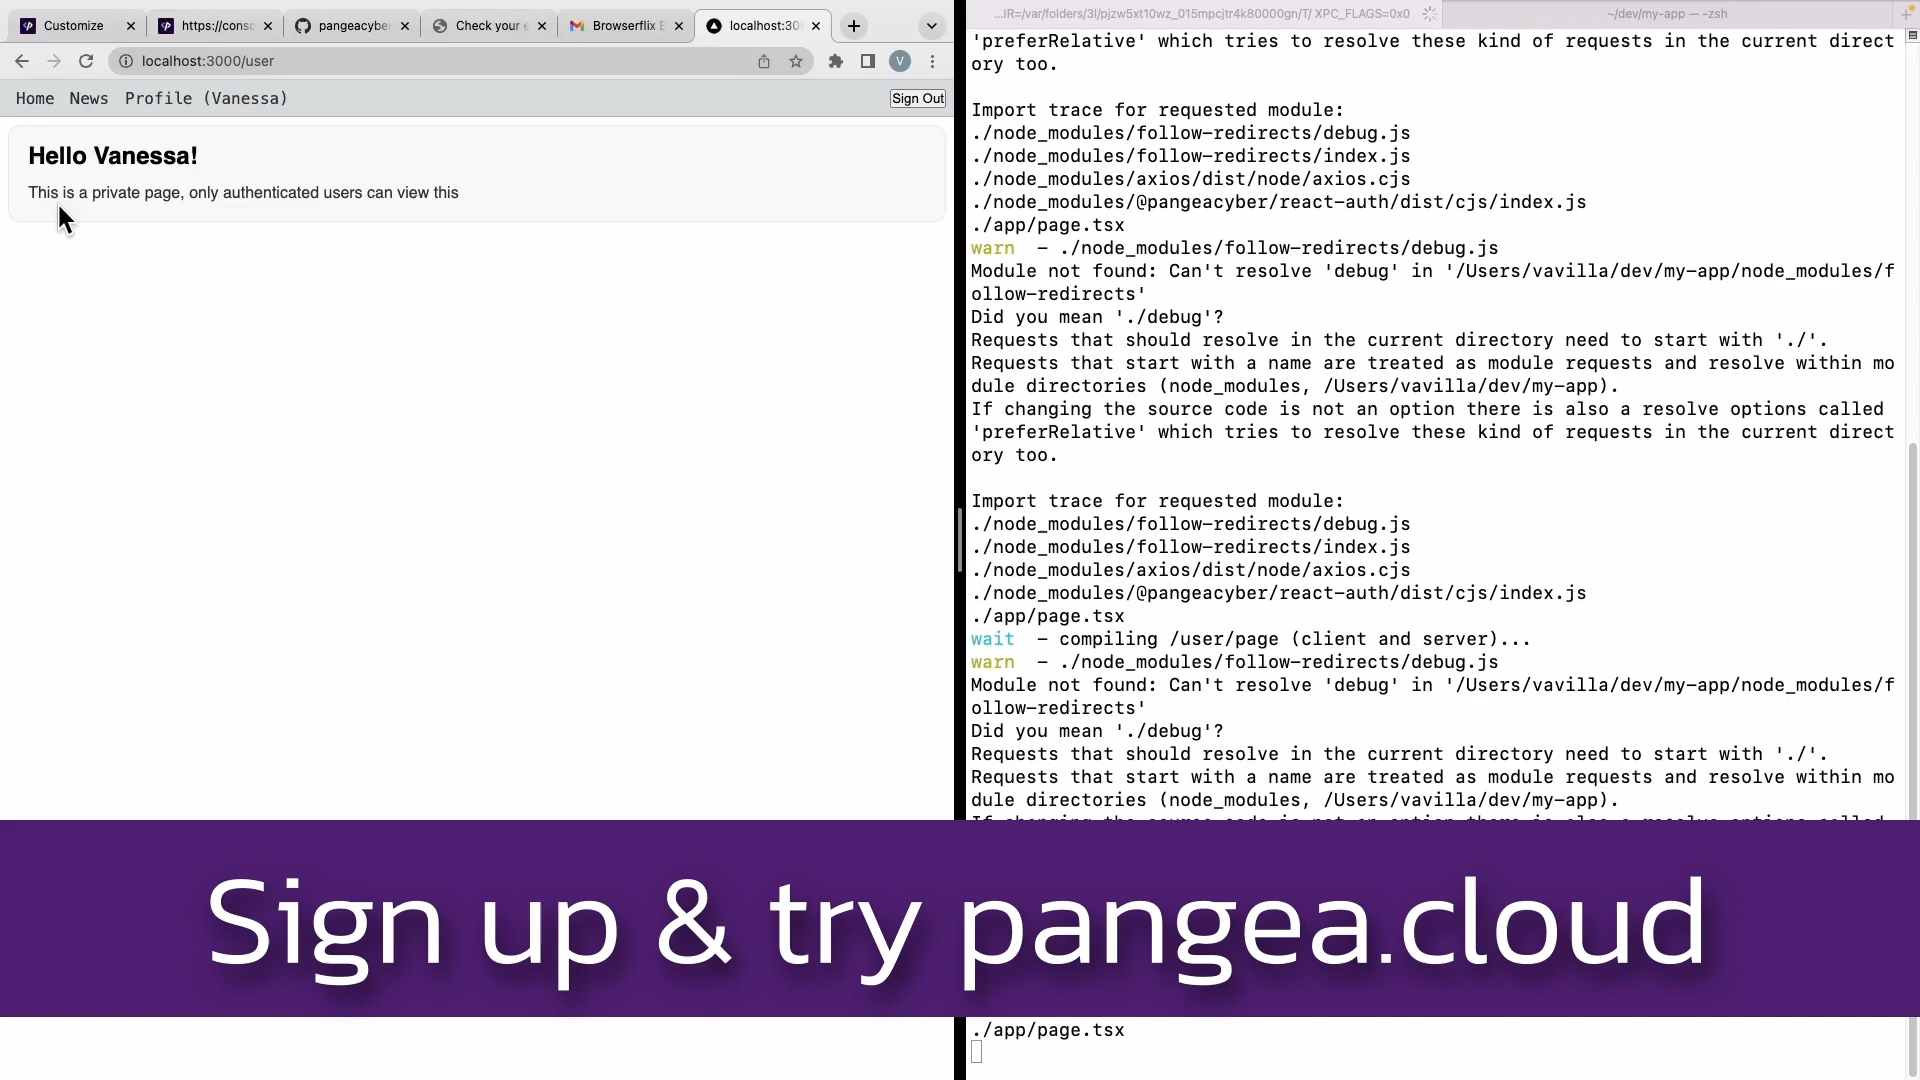 Customize
https://consc
pangeacyber
Check your e
Browserflix E
localhost:300
localhost:3000/user
V
Home News Profile (Vanessa)
Sign Out
Hello Vanessa!
This is a private page, only authenticated users can view this
...IR=/var/folders/3l/pjzw5xt10wz_015mpcjtr4k80000gn/T/ XPC_FLAGS=0x0
~/dev/my-app — -zsh
'preferRelative' which tries to resolve these kind of requests in the current direct
ory too.
Import trace for requested module:
./node_modules/follow-redirects/debug.js
./node_modules/follow-redirects/index.js
./node_modules/axios/dist/node/axios.cjs
./node_modules/@pangeacyber/react-auth/dist/cjs/index.js
./app/page.tsx
warn  - ./node_modules/follow-redirects/debug.js
Module not found: Can't resolve 'debug' in '/Users/vavilla/dev/my-app/node_modules/f
ollow-redirects'
Did you mean './debug'?
Requests that should resolve in the current directory need to start with './'.
Requests that start with a name are treated as module requests and resolve within mo
dule directories (node_modules, /Users/vavilla/dev/my-app).
If changing the source code is not an option there is also a resolve options called
'preferRelative' which tries to resolve these kind of requests in the current direct
ory too.
Import trace for requested module:
./node_modules/follow-redirects/debug.js
./node_modules/follow-redirects/index.js
./node_modules/axios/dist/node/axios.cjs
./node_modules/@pangeacyber/react-auth/dist/cjs/index.js
./app/page.tsx
wait  - compiling /user/page (client and server)...
warn  - ./node_modules/follow-redirects/debug.js
Module not found: Can't resolve 'debug' in '/Users/vavilla/dev/my-app/node_modules/f
ollow-redirects'
Did you mean './debug'?
Requests that should resolve in the current directory need to start with './'.
Requests that start with a name are treated as module requests and resolve within mo
dule directories (node_modules, /Users/vavilla/dev/my-app).
Sign up & try pangea.cloud
./app/page.tsx